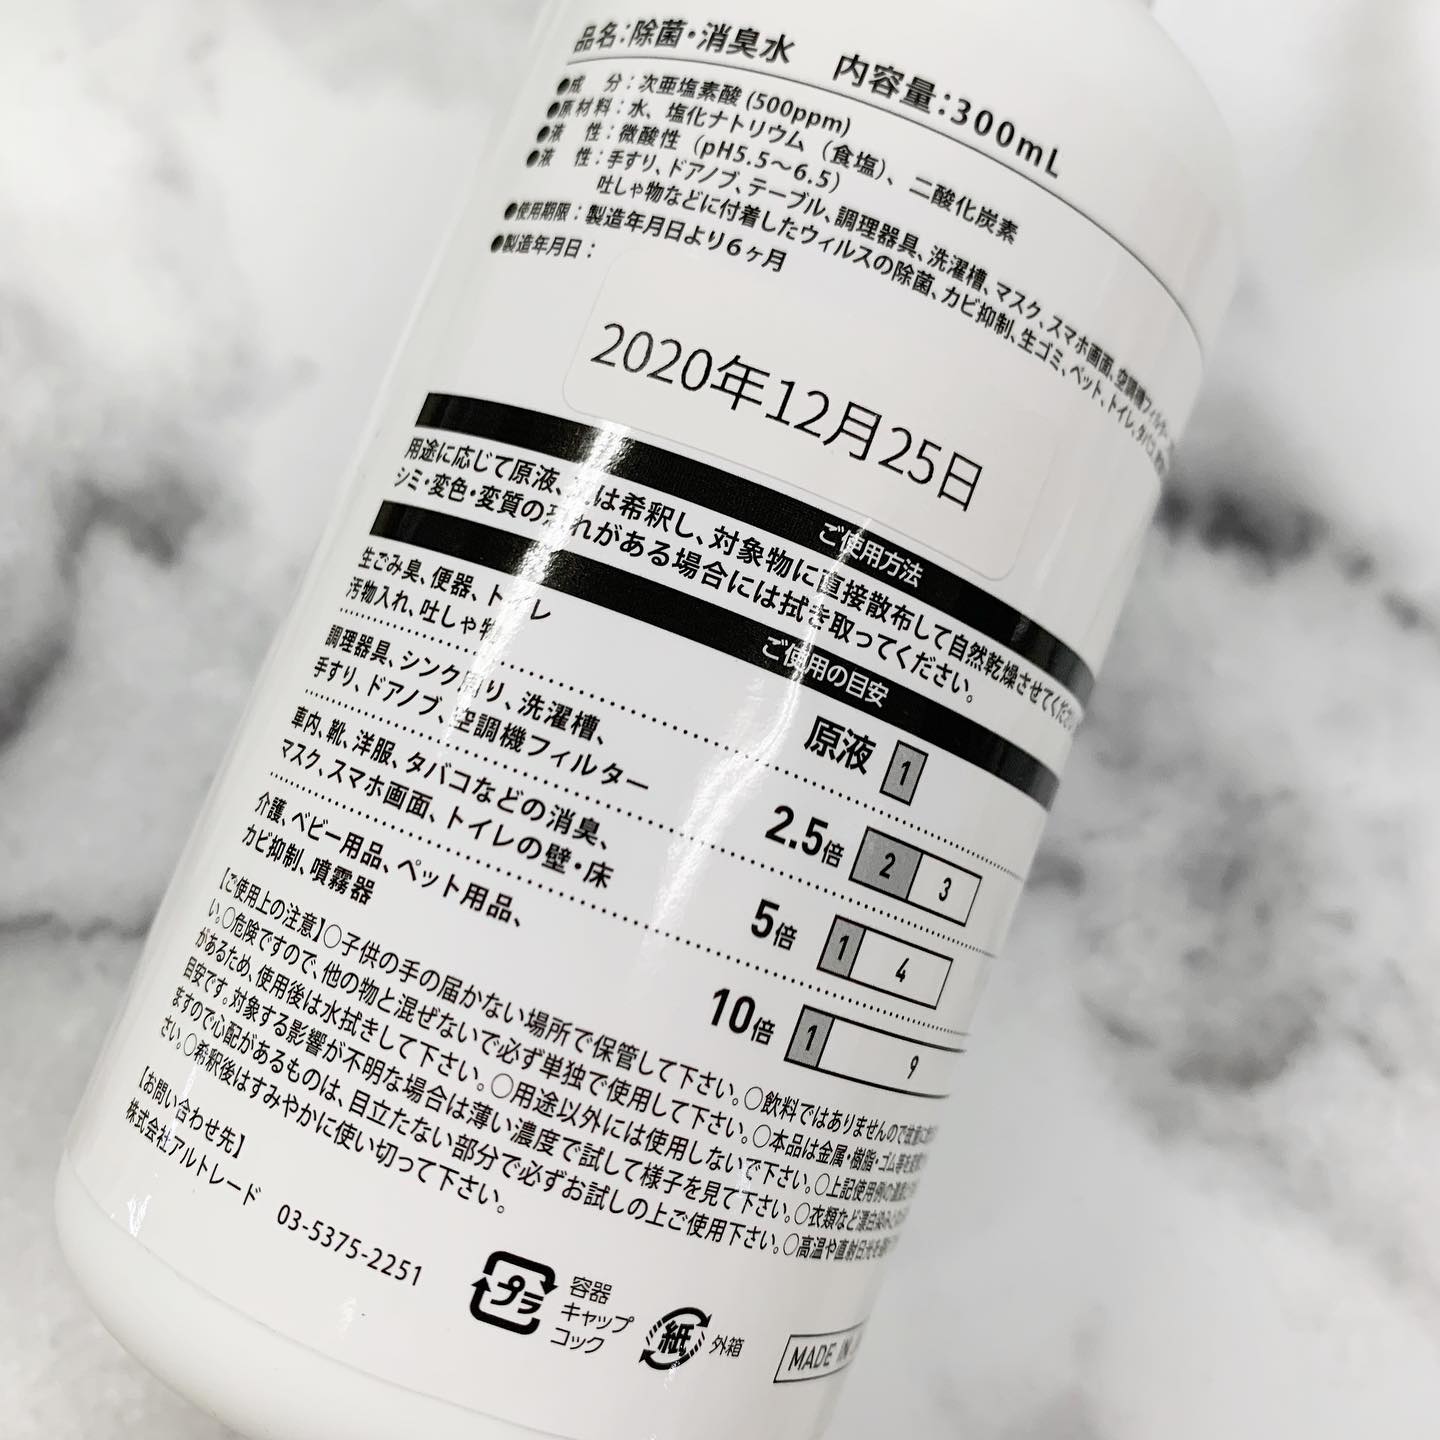 品名：除菌・消臭水　内容量：300mL
●成　分：次亜塩素酸 (500ppm)
●原材料：水、塩化ナトリウム（食塩）、二酸化炭素
●液　性：微酸性（pH5.5〜6.5）
●液　性：手すり、ドアノブ、テーブル、調理器具、洗濯槽、マスク、スマホ画面、空調機フィルター
吐しゃ物などに付着したウィルスの除菌、カビ抑制、生ゴミ、ペット、トイレ、タバコ
●使用期限：製造年月日より6ヶ月
●製造年月日：
2020年12月25日
ご使用方法
用途に応じて原液、は希釈し、対象物に直接散布して自然乾燥させてください
シミ・変色・変質の恐れがある場合には拭き取ってください。
ご使用の目安
生ごみ臭、便器、トイレ
汚物入れ、吐しゃ物
原液 1
調理器具、シンク周り、洗濯槽、
手すり、ドアノブ、空調機フィルター
2.5倍 2 3
車内、靴、洋服、タバコなどの消臭、
マスク、スマホ画面、トイレの壁・床
5倍 1 4
介護、ベビー用品、ペット用品、
カビ抑制、噴霧器
10倍 1 9
【ご使用上の注意】○子供の手の届かない場所で保管して下さい。○飲料ではありませんので
い。○危険ですので、他の物と混ぜないで必ず単独で使用して下さい。○本品は金属・樹脂・ゴム等を
があるため、使用後は水拭きして下さい。○用途以外には使用しないで下さい。○上記使用例の
目安です。対象する影響が不明な場合は薄い濃度で試して様子を見て下さい。○衣類など漂白
ますので心配があるものは、目立たない部分で必ずお試しの上ご使用下さい。○高温や直射日光を
さい。○希釈後はすみやかに使い切って下さい。
【お問い合わせ先】
株式会社アルトレード　03-5375-2251
プラ
容器
キャップ
コック
紙 外箱
MADE IN